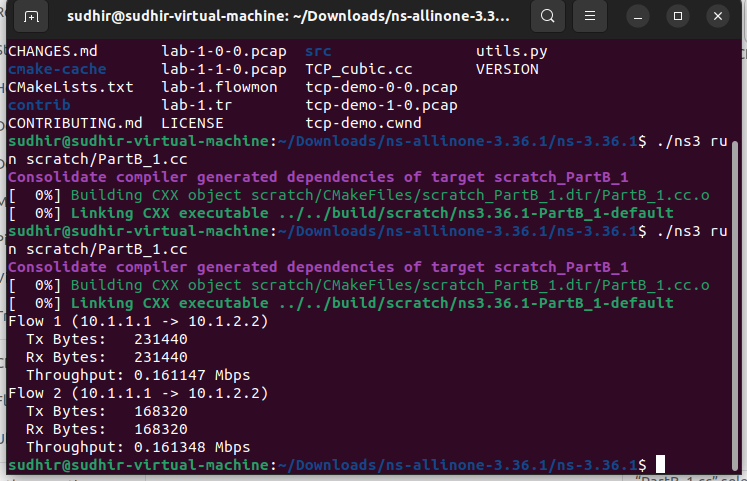 sudhir@sudhir-virtual-machine: ~/Downloads/ns-allinone-3.3...
CHANGES.md lab-1-0-0.pcap src utils.py
cmake-cache lab-1-1-0.pcap TCP_cubic.cc VERSION
CMakeLists.txt lab-1.flowmon tcp-demo-0-0.pcap
contrib lab-1.tr tcp-demo-1-0.pcap
CONTRIBUTING.md LICENSE tcp-demo.cwnd
sudhir@sudhir-virtual-machine:~/Downloads/ns-allinone-3.36.1/ns-3.36.1$ ./ns3 ru
n scratch/PartB_1.cc
Consolidate compiler generated dependencies of target scratch_PartB_1
[  0%] Building CXX object scratch/CMakeFiles/scratch_PartB_1.dir/PartB_1.cc.o
[  0%] Linking CXX executable ../../build/scratch/ns3.36.1-PartB_1-default
sudhir@sudhir-virtual-machine:~/Downloads/ns-allinone-3.36.1/ns-3.36.1$ ./ns3 ru
n scratch/PartB_1.cc
Consolidate compiler generated dependencies of target scratch_PartB_1
[  0%] Building CXX object scratch/CMakeFiles/scratch_PartB_1.dir/PartB_1.cc.o
[  0%] Linking CXX executable ../../build/scratch/ns3.36.1-PartB_1-default
Flow 1 (10.1.1.1 -> 10.1.2.2)
Tx Bytes: 231440
Rx Bytes: 231440
Throughput: 0.161147 Mbps
Flow 2 (10.1.1.1 -> 10.1.2.2)
Tx Bytes: 168320
Rx Bytes: 168320
Throughput: 0.161348 Mbps
sudhir@sudhir-virtual-machine:~/Downloads/ns-allinone-3.36.1/ns-3.36.1$